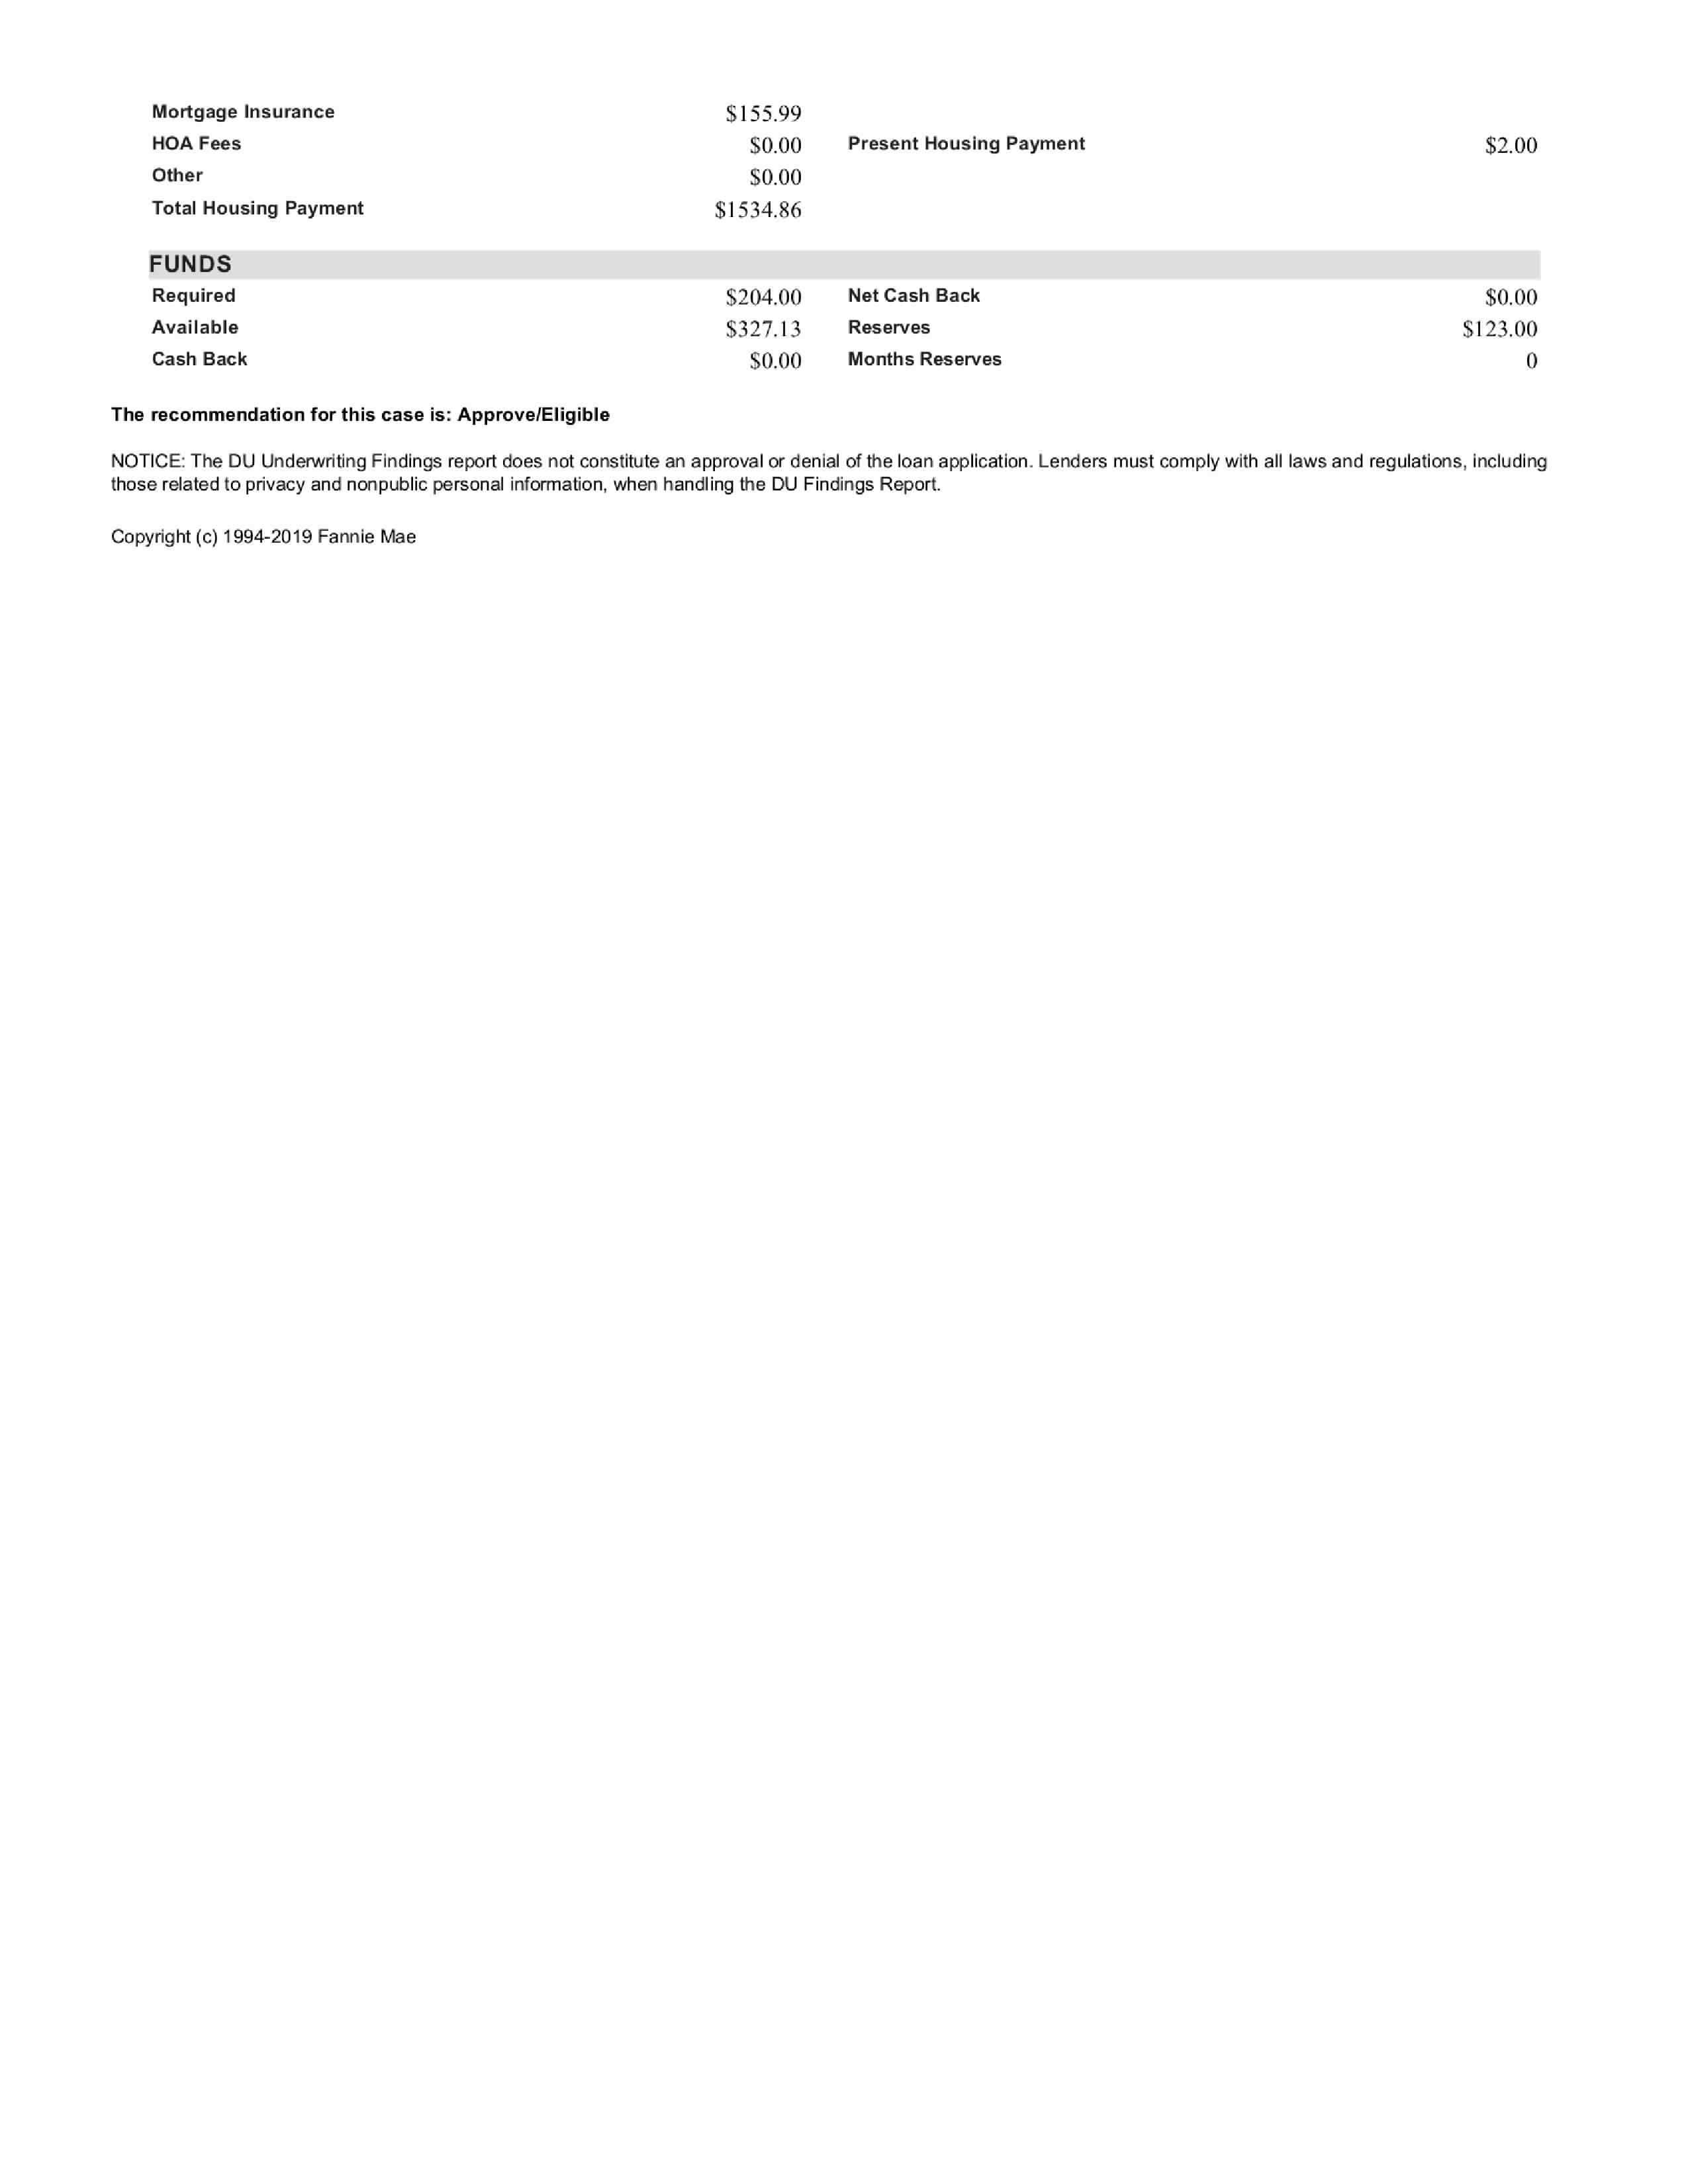 Mortgage Insurance $155.99
HOA Fees $0.00 Present Housing Payment $2.00
Other $0.00
Total Housing Payment $1534.86
FUNDS
Required $204.00 Net Cash Back $0.00
Available $327.13 Reserves $123.00
Cash Back $0.00 Months Reserves 0
The recommendation for this case is: Approve/Eligible
NOTICE: The DU Underwriting Findings report does not constitute an approval or denial of the loan application. Lenders must comply with all laws and regulations, including
those related to privacy and nonpublic personal information, when handling the DU Findings Report.
Copyright (c) 1994-2019 Fannie Mae